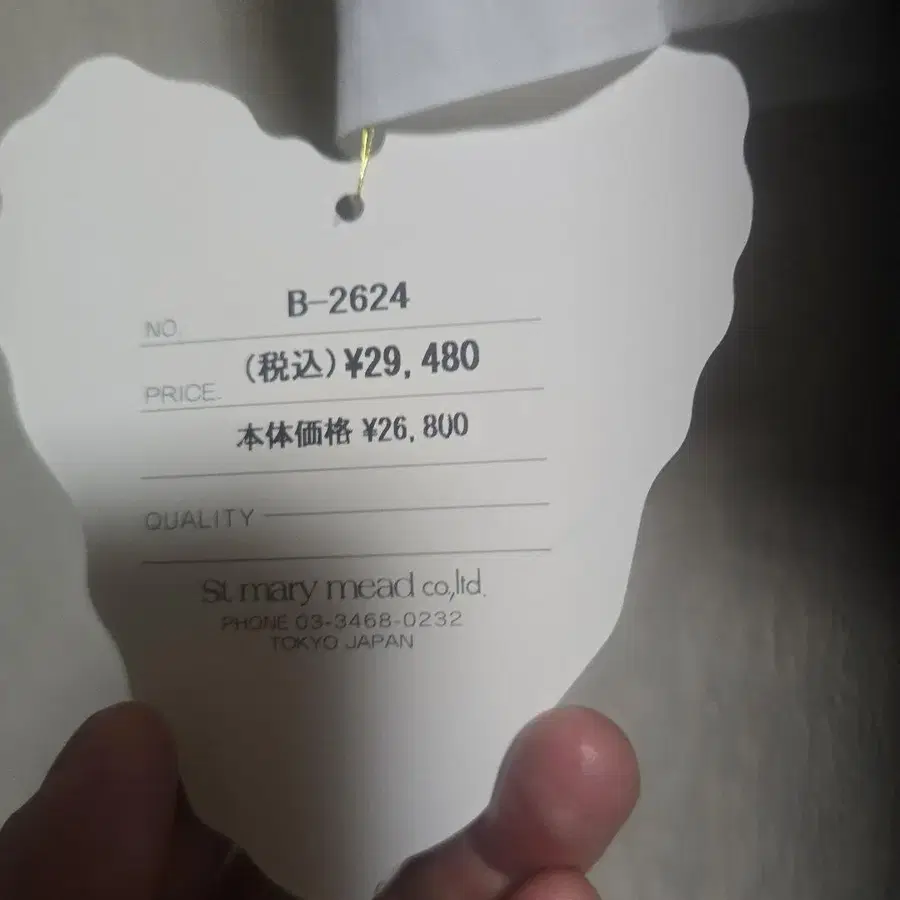 NO. B-2624
(税込)¥29,480
PRICE.
本体価格 ¥26,800
QUALITY
St. mary mead co.,ltd.
PHONE 03-3468-0232
TOKYO JAPAN